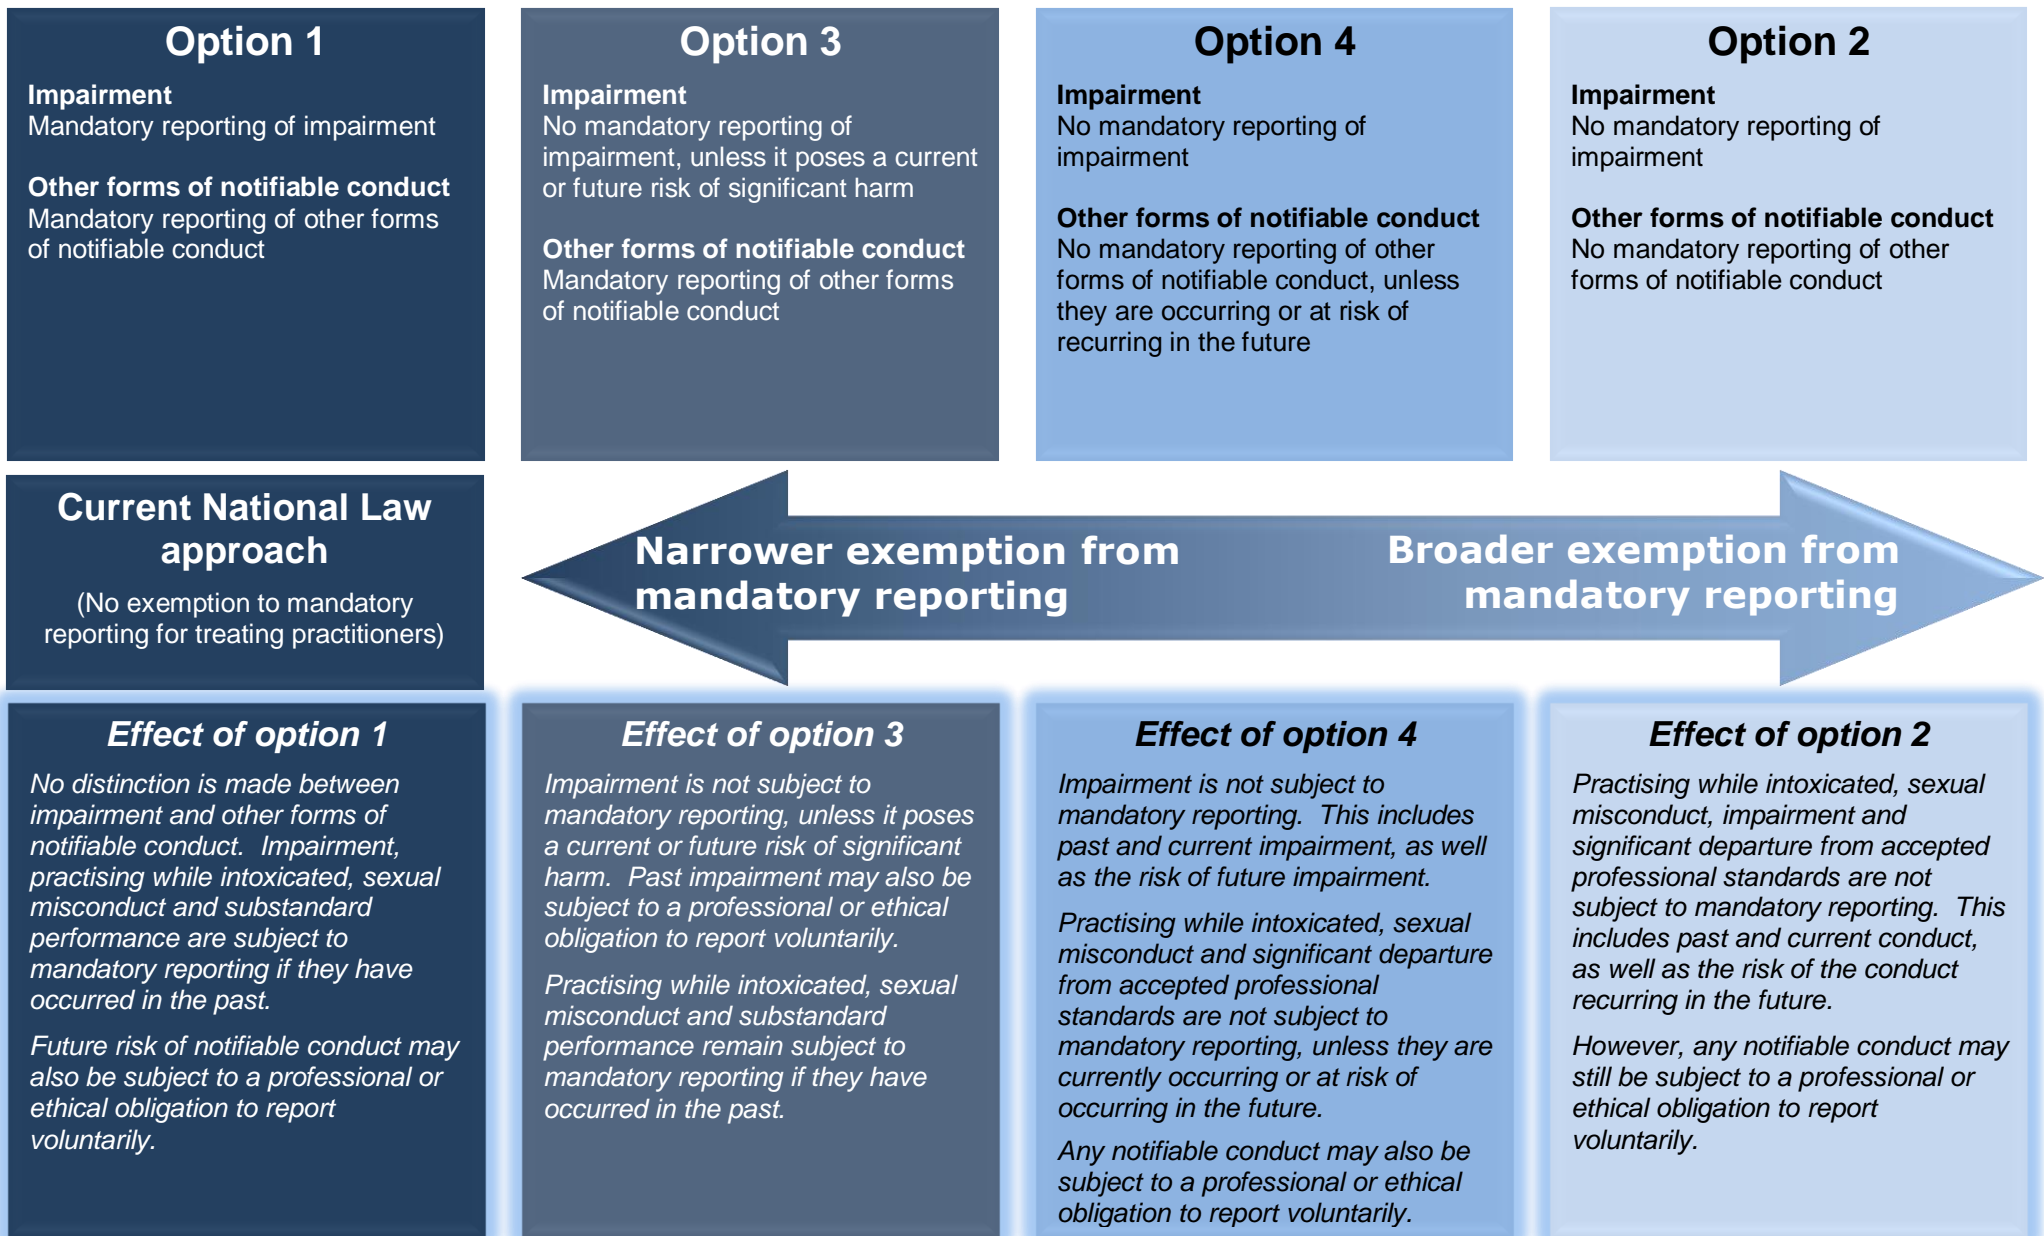 Option 1
Impairment
Mandatory reporting of impairment
Other forms of notifiable conduct
Mandatory reporting of other forms
of notifiable conduct
Option 3
Impairment
No mandatory reporting of
impairment, unless it poses a current
or future risk of significant harm
Other forms of notifiable conduct
Mandatory reporting of other forms
of notifiable conduct
Option 4
Impairment
No mandatory reporting of
impairment
Other forms of notifiable conduct
No mandatory reporting of other
forms of notifiable conduct, unless
they are occurring or at risk of
recurring in the future
Option 2
Impairment
No mandatory reporting of
impairment
Other forms of notifiable conduct
No mandatory reporting of other
forms of notifiable conduct
Current National Law
approach
(No exemption to mandatory
reporting for treating practitioners)
Narrower exemption from
mandatory reporting
Broader exemption from
mandatory reporting
Effect of option 1
No distinction is made between
impairment and other forms of
notifiable conduct.  Impairment,
practising while intoxicated, sexual
misconduct and substandard
performance are subject to
mandatory reporting if they have
occurred in the past.
Future risk of notifiable conduct may
also be subject to a professional or
ethical obligation to report
voluntarily.
Effect of option 3
Impairment is not subject to
mandatory reporting, unless it poses
a current or future risk of significant
harm.  Past impairment may also be
subject to a professional or ethical
obligation to report voluntarily.
Practising while intoxicated, sexual
misconduct and substandard
performance remain subject to
mandatory reporting if they have
occurred in the past.
Effect of option 4
Impairment is not subject to
mandatory reporting.  This includes
past and current impairment, as well
as the risk of future impairment.
Practising while intoxicated, sexual
misconduct and significant departure
from accepted professional
standards are not subject to
mandatory reporting, unless they are
currently occurring or at risk of
occurring in the future.
Any notifiable conduct may also be
subject to a professional or ethical
obligation to report voluntarily.
Effect of option 2
Practising while intoxicated, sexual
misconduct, impairment and
significant departure from accepted
professional standards are not
subject to mandatory reporting.  This
includes past and current conduct,
as well as the risk of the conduct
recurring in the future.
However, any notifiable conduct may
still be subject to a professional or
ethical obligation to report
voluntarily.